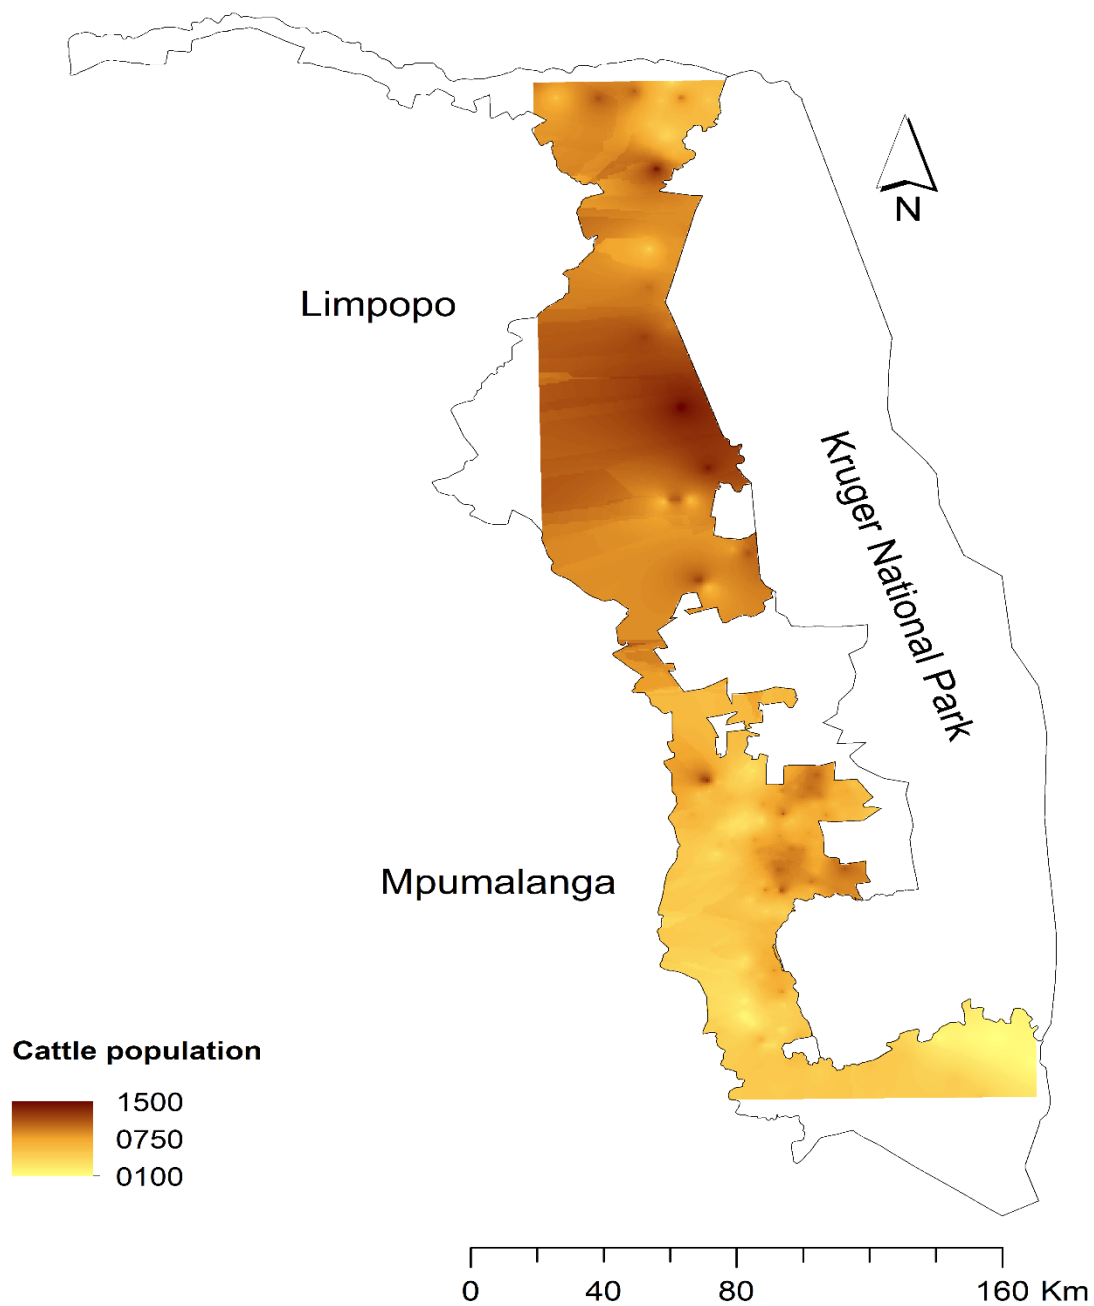 N
Limpopo
Kruger National Park
Mpumalanga
Cattle population
1500
0750
0100
0 40 80 160 Km